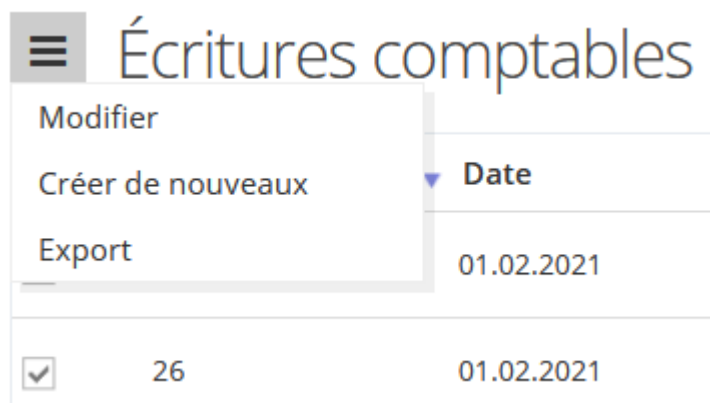 Écritures comptables
Modifier
Créer de nouveaux
Date
Export
01.02.2021
26 01.02.2021